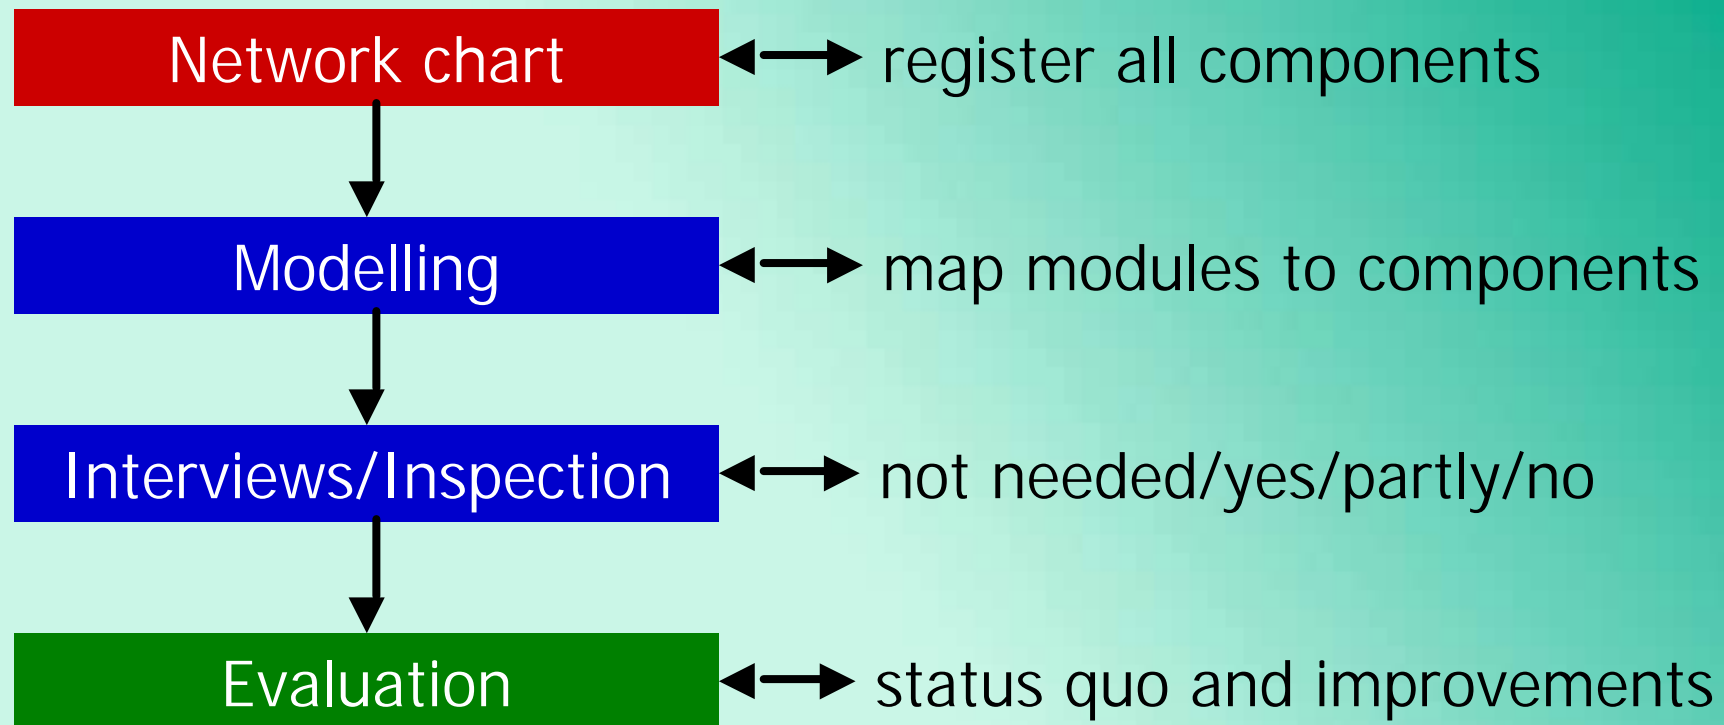 Network chart register all components
Modelling map modules to components
Interviews/Inspection not needed/yes/partly/no
Evaluation status quo and improvements